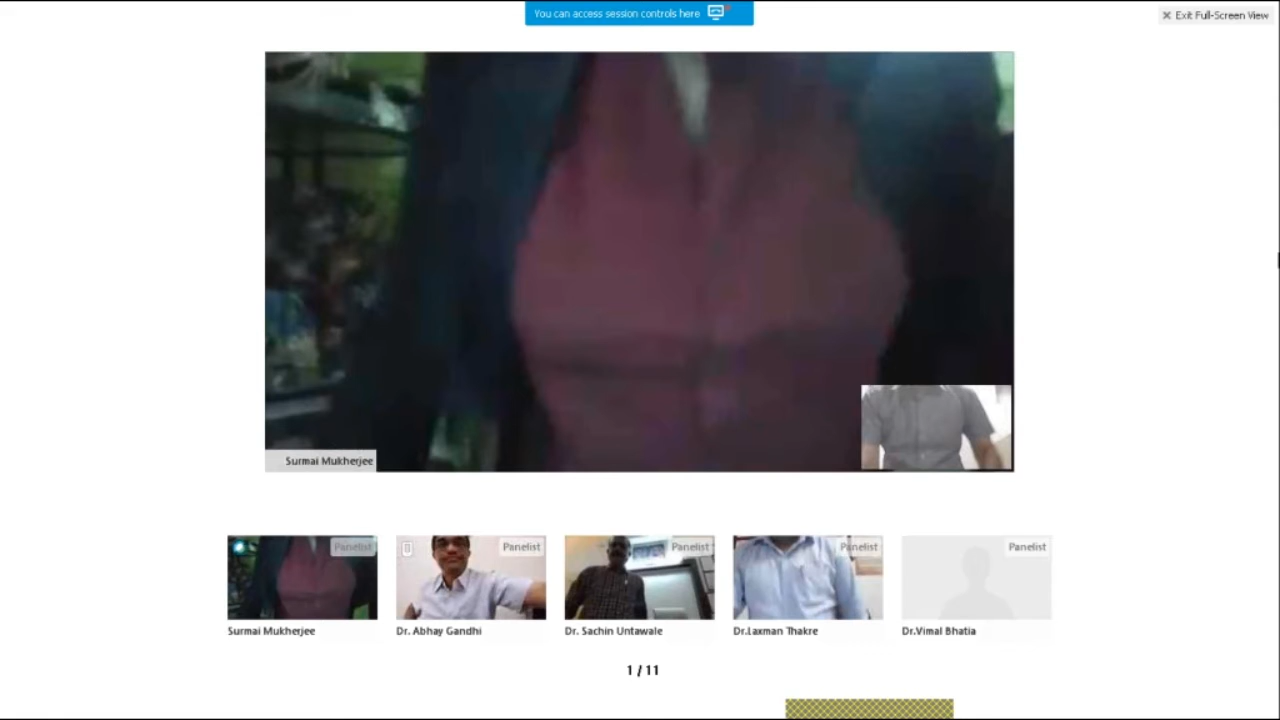 You can access session controls here
Exit Full-Screen View
Surmai Mukherjee
Panelist
Panelist
Panelist
Panelist
Panelist
Surmai Mukherjee
Dr. Abhay Gandhi
Dr. Sachin Untawale
Dr.Laxman Thakre
Dr.Vimal Bhatia
1 / 11